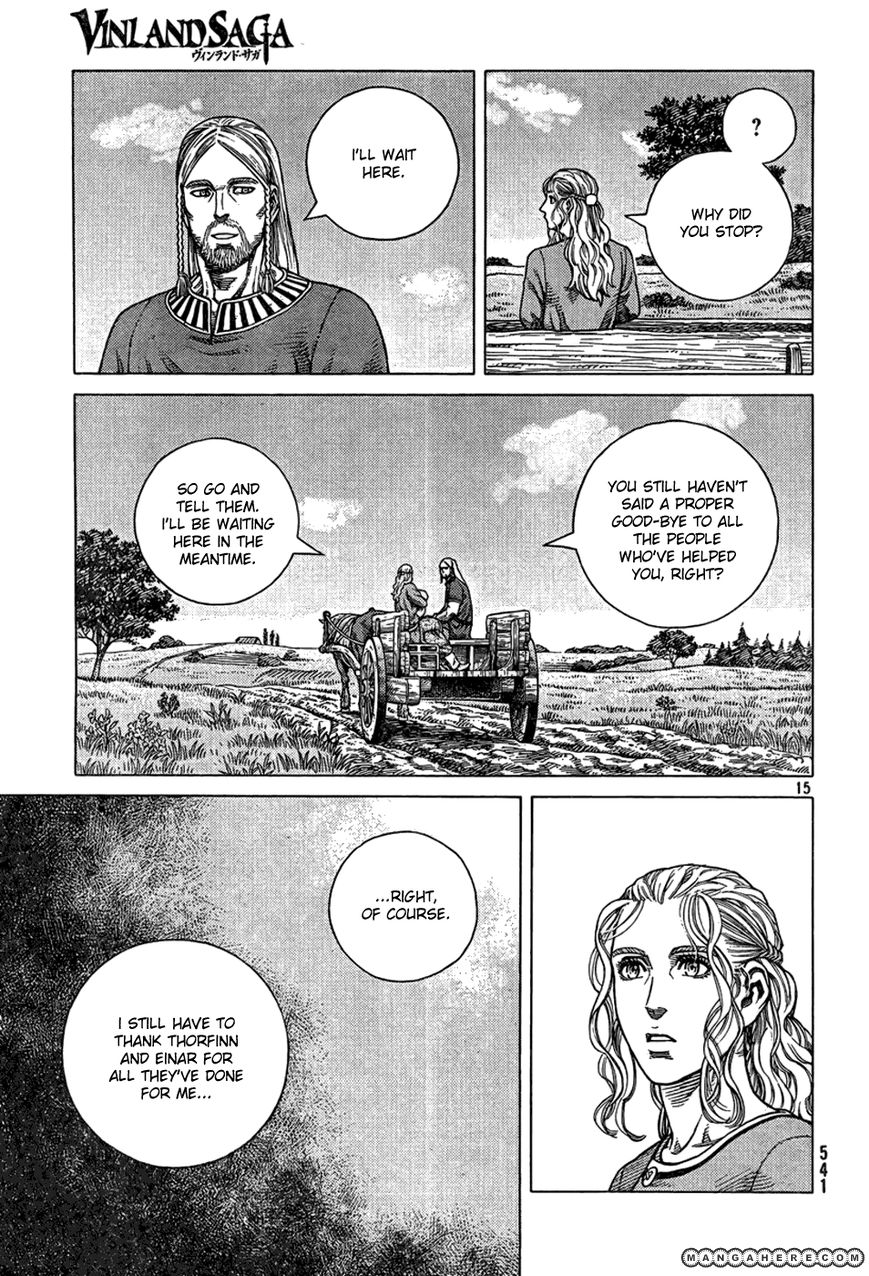 VINLAND SAGA
ヴィンランド・サガ
?
WHY DID
YOU STOP?
I'LL WAIT
HERE.
YOU STILL HAVEN'T
SAID A PROPER
GOOD-BYE TO ALL
THE PEOPLE
WHO'VE HELPED
YOU, RIGHT?
SO GO AND
TELL THEM.
I'LL BE WAITING
HERE IN THE
MEANTIME.
15
...RIGHT,
OF COURSE.
I STILL HAVE TO
THANK THORFINN
AND EINAR FOR
ALL THEY'VE DONE
FOR ME...
541
MANGAHERE.COM